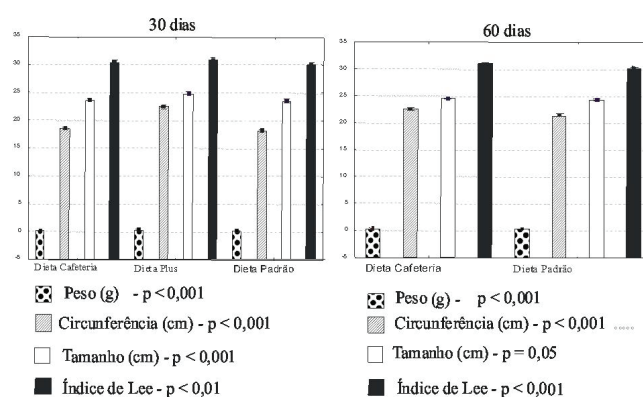 30 dias
35
30
25
20
15
10
5
0
-5
Dieta Cafeteria Dieta Plus Dieta Padrão
Peso (g) - p < 0,001
Circunferência (cm) - p < 0,001
Tamanho (cm) - p < 0,001
Índice de Lee - p < 0,01
60 dias
35
30
25
20
15
10
5
0
-5
Dieta Cafeteria Dieta Padrão
Peso (g) - p < 0,001
Circunferência (cm) - p < 0,001
Tamanho (cm) - p = 0,05
Índice de Lee - p < 0,001